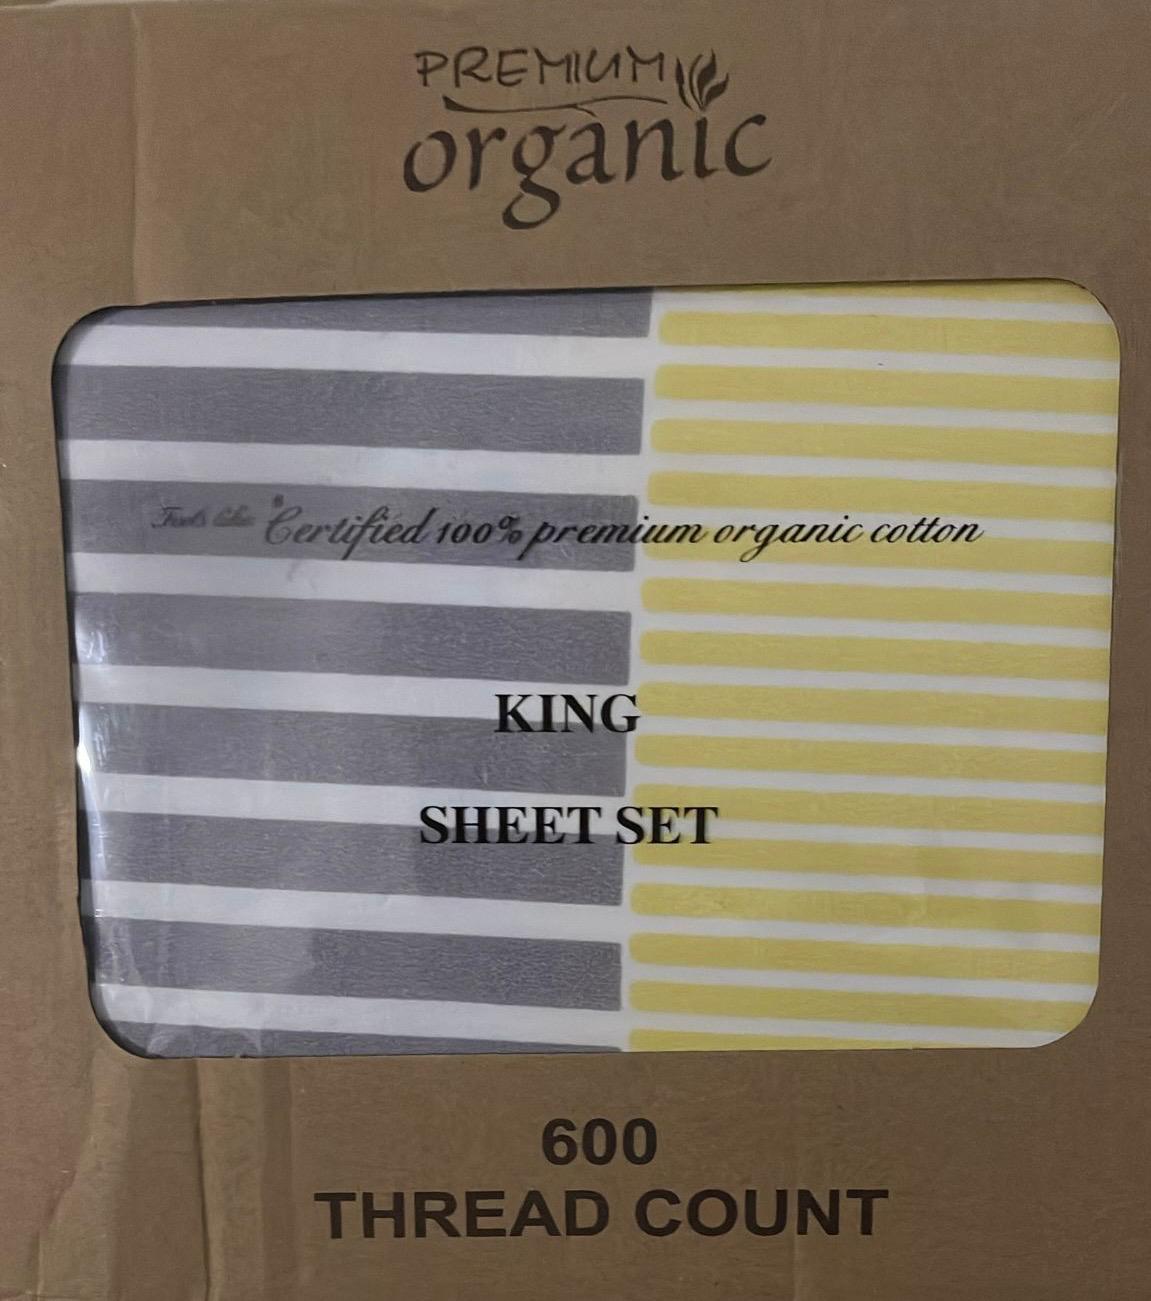 PREMIUM
organic
Feels like "Certified 100% premium organic cotton
KING
SHEET SET
600
THREAD COUNT